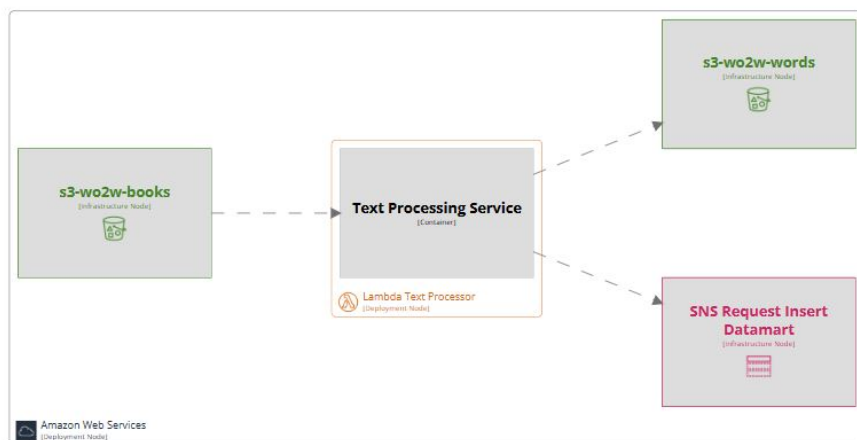 s3-wo2w-words
[Infrastructure Node]
s3-wo2w-books
[Infrastructure Node]
Text Processing Service
[Container]
Lambda Text Processor
[Deployment Node]
SNS Request Insert
Datamart
[Infrastructure Node]
Amazon Web Services
[Deployment Node]